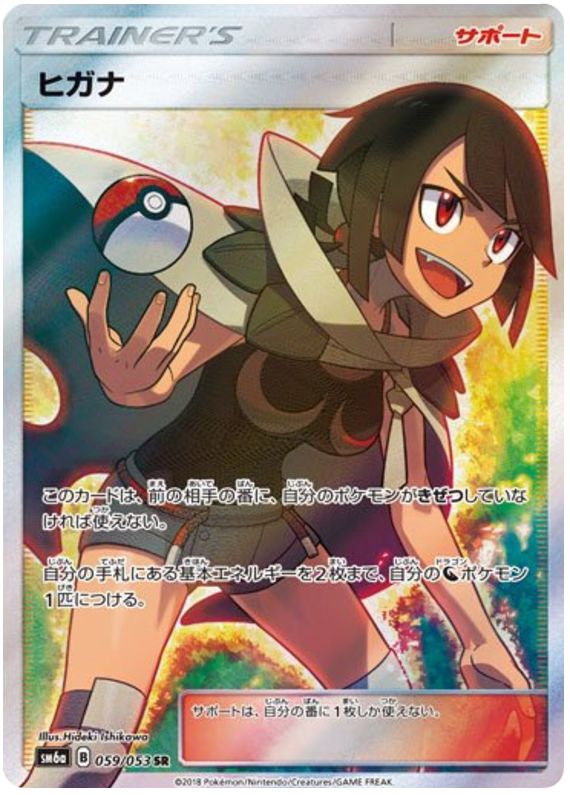 TRAINER'S サポート
ヒガナ
このカードは、前の相手の番に、自分のポケモンがきぜつしていな
ければ使えない。
自分の手札にある基本エネルギーを2枚まで、自分のポケモン
1匹につける。
サポートは、自分の番に1枚しか使えない。
Illus. Hideki Ishikawa
SM6a B 059/053 SR
©2018 Pokémon/Nintendo/Creatures/GAME FREAK.